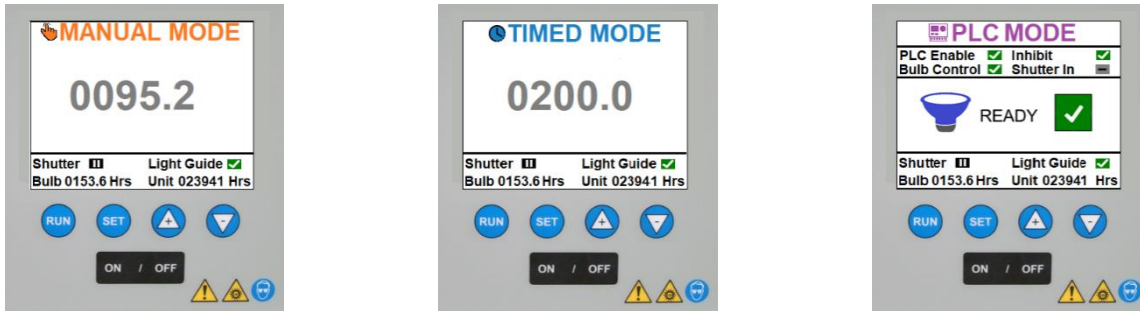 MANUAL MODE
0095.2
Shutter Light Guide
Bulb 0153.6 Hrs Unit 023941 Hrs
RUN SET + -
ON / OFF
TIMED MODE
0200.0
Shutter Light Guide
Bulb 0153.6 Hrs Unit 023941 Hrs
RUN SET + -
ON / OFF
PLC MODE
PLC Enable Inhibit
Bulb Control Shutter In
READY
Shutter Light Guide
Bulb 0153.6 Hrs Unit 023941 Hrs
RUN SET + -
ON / OFF